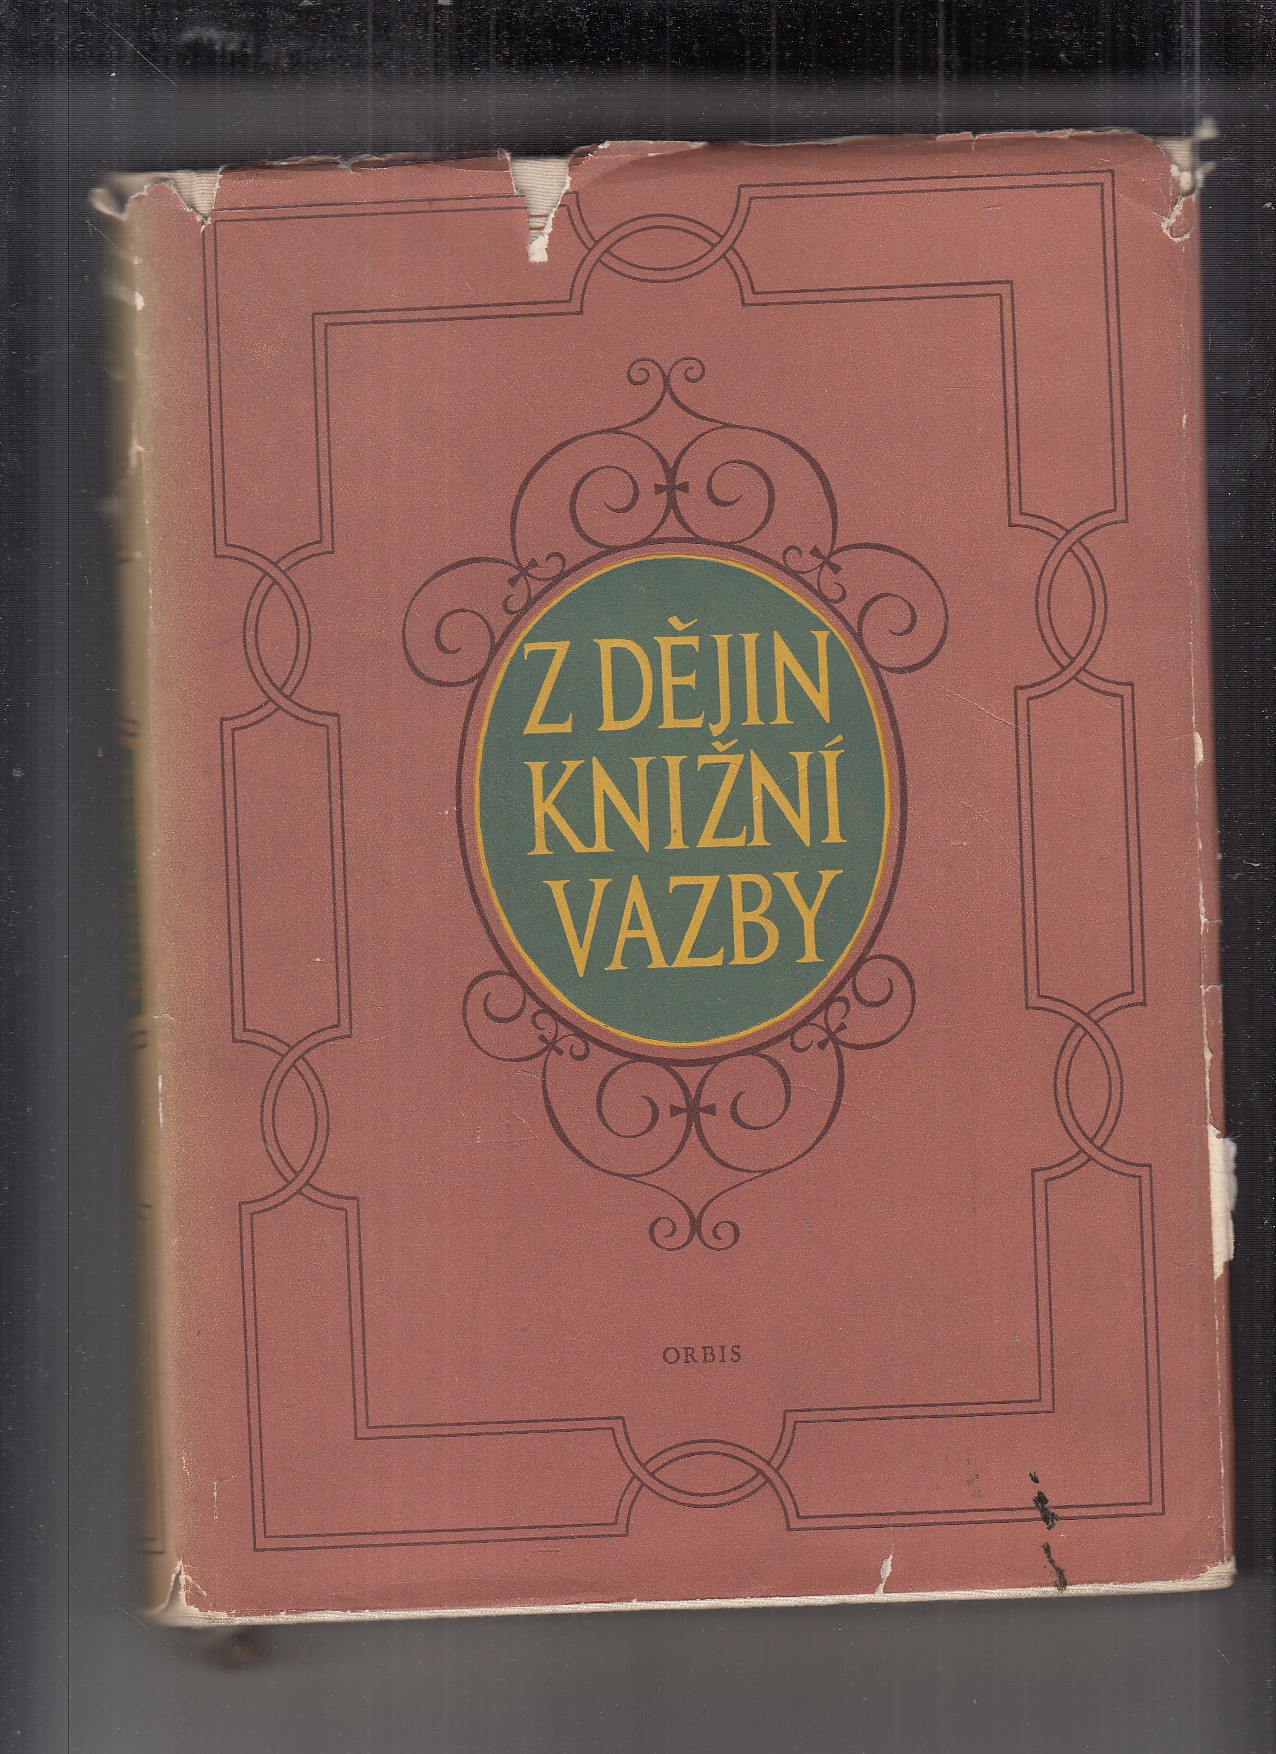 Z DĚJIN
KNIŽNÍ
VAZBY
ORBIS